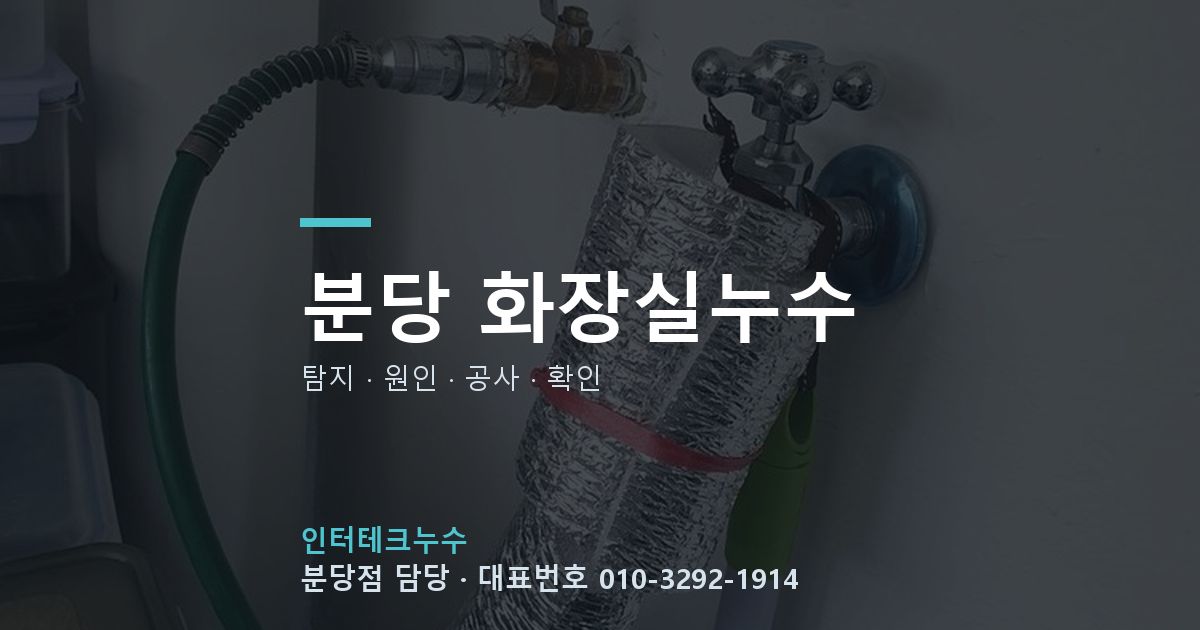 분당 화장실누수
탐지 · 원인 · 공사 · 확인
인터테크누수
분당점 담당 · 대표번호 010-3292-1914